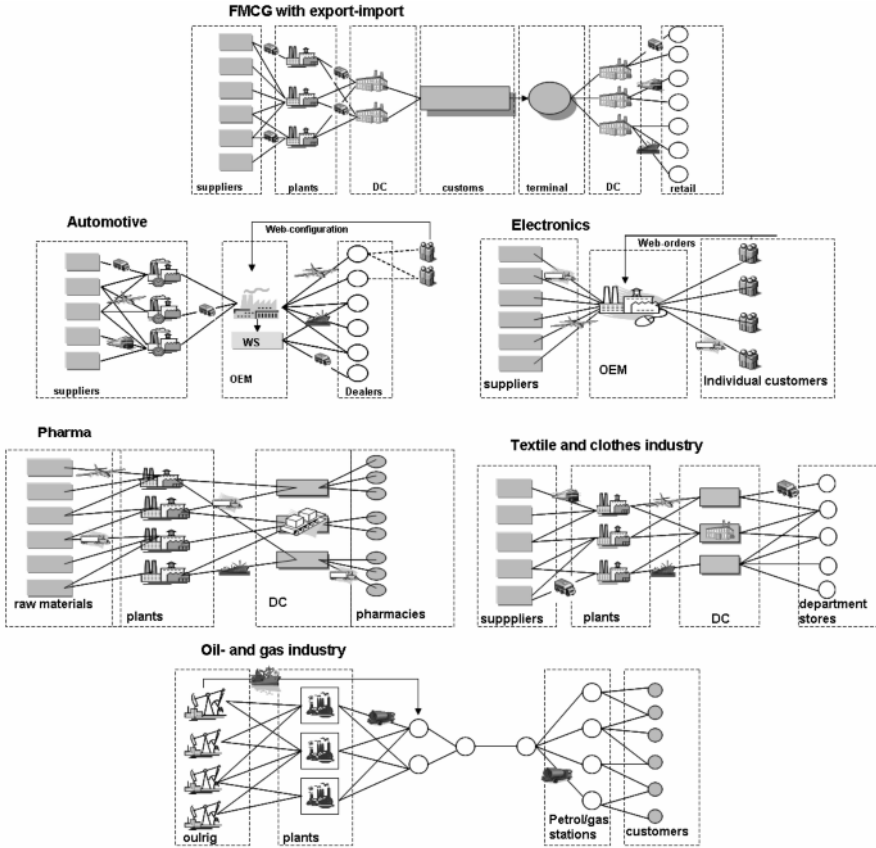 FMCG with export-import
suppliers
plants
DC
customs
terminal
DC
retail
Automotive
Web-configuration
WS
suppliers
OEM
Dealers
Electronics
Web-orders
suppliers
OEM
Individual customers
Pharma
raw materials
plants
DC
pharmacies
Textile and clothes industry
supppliers
plants
DC
department
stores
Oil- and gas industry
oulrig
plants
Petrol/gas
stations
customers